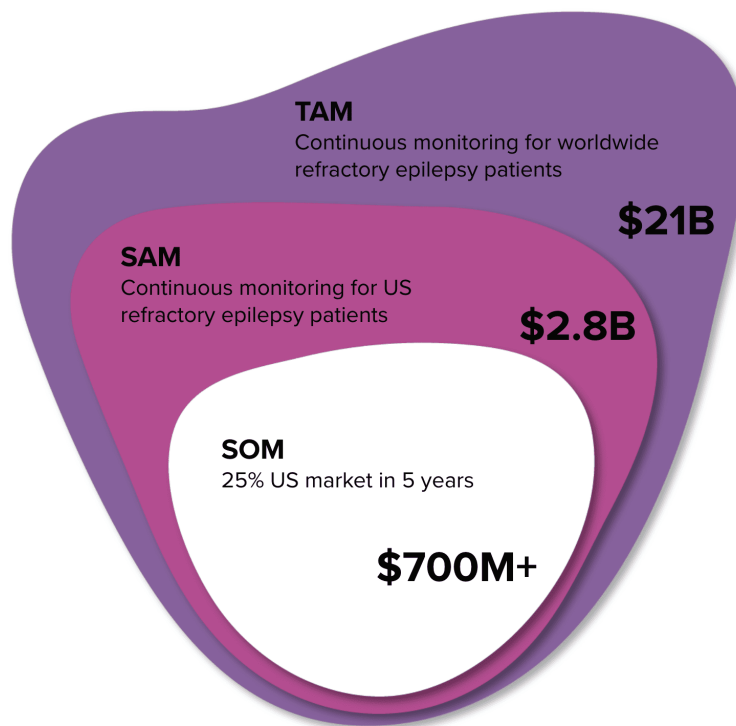 TAM
Continuous monitoring for worldwide
refractory epilepsy patients
$21B
SAM
Continuous monitoring for US
refractory epilepsy patients
$2.8B
SOM
25% US market in 5 years
$700M+